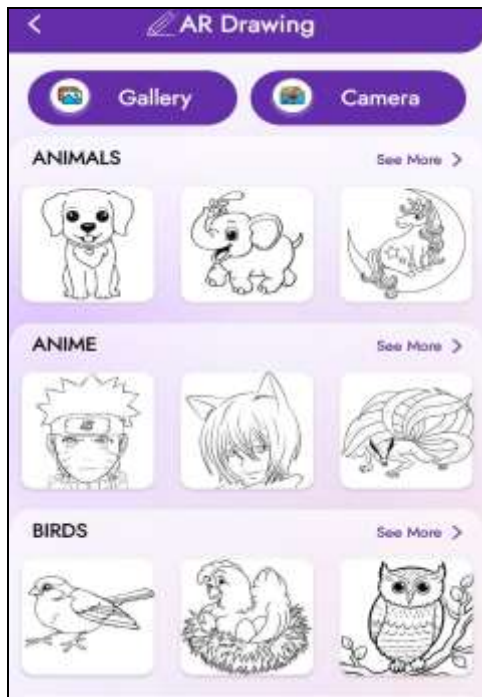 AR Drawing
Gallery Camera
ANIMALS See More
ANIME See More
BIRDS See More